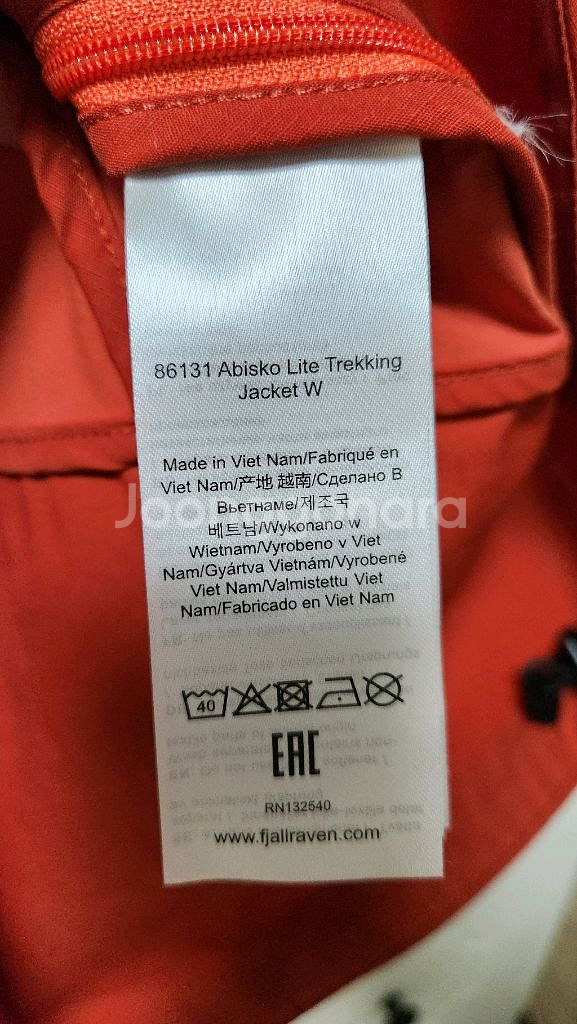 86131 Abisko Lite Trekking
Jacket W
Made in Viet Nam/Fabriqué en
Viet Nam/产地 越南/Сделано В
Вьетнаме/제조국
베트남/Wykonano w
Wietnam/Vyrobeno v Viet
Nam/Gyártva Vietnám/Vyrobené
Viet Nam/Valmistettu Viet
Nam/Fabricado en Viet Nam
40
EAC
RN132540
www.fjallraven.com